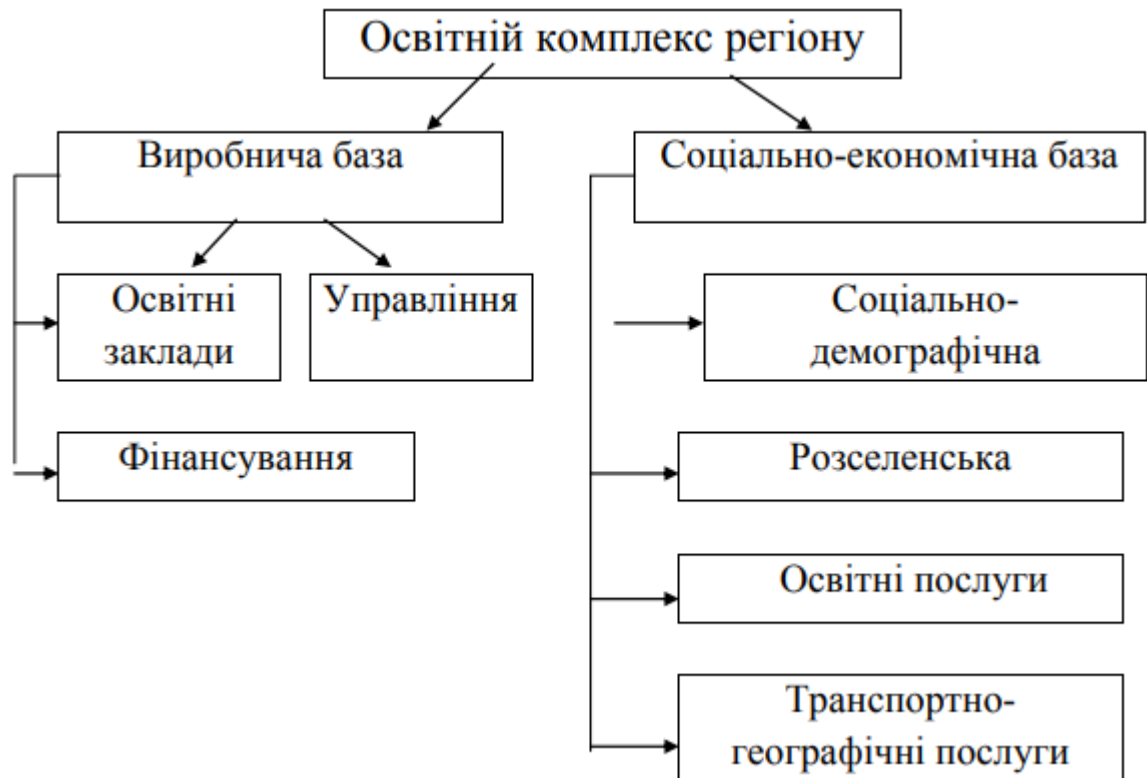 Освітній комплекс регіону
Виробнича база
Соціально-економічна база
Освітні
заклади
Управління
Соціально-
демографічна
Фінансування
Розселенська
Освітні послуги
Транспортно-
географічні послуги